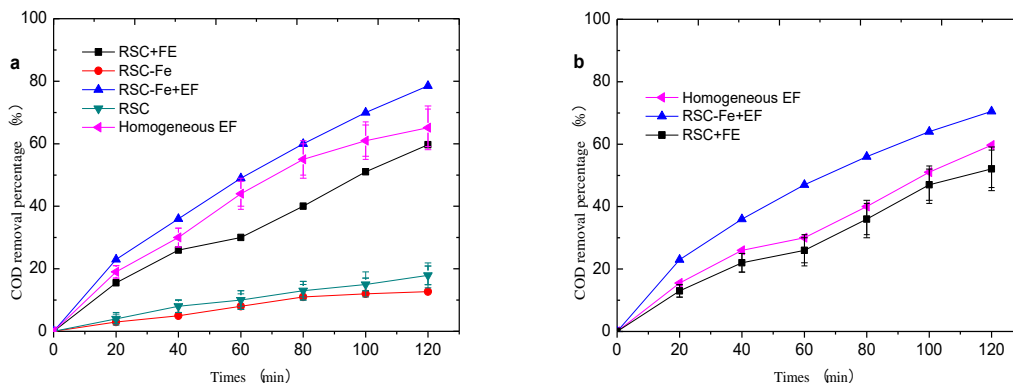 a
RSC+FE
RSC-Fe
RSC-Fe+EF
RSC
Homogeneous EF
COD removal percentage (%)
100
80
60
40
20
0
0 20 40 60 80 100 120
Times (min)
b
Homogeneous EF
RSC-Fe+EF
RSC+FE
COD removal percentage (%)
100
80
60
40
20
0
0 20 40 60 80 100 120
Times (min)